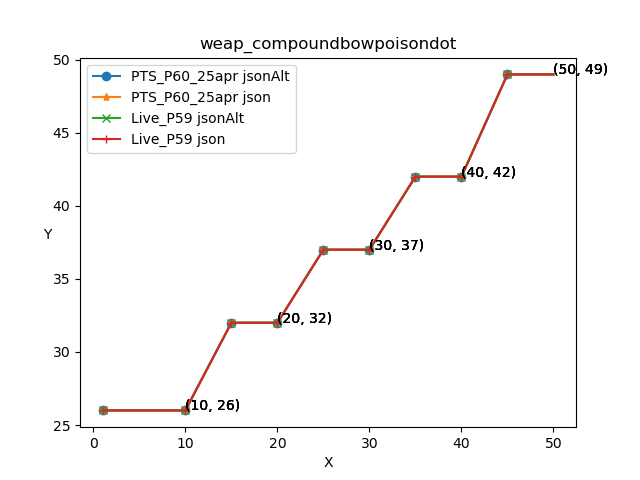 weap_compoundbowpoisondot
PTS_P60_25apr jsonAlt
PTS_P60_25apr json
Live_P59 jsonAlt
Live_P59 json
(50, 49)
(40, 42)
(30, 37)
(20, 32)
(10, 26)
50
45
40
35
30
25
Y
0 10 20 30 40 50
X